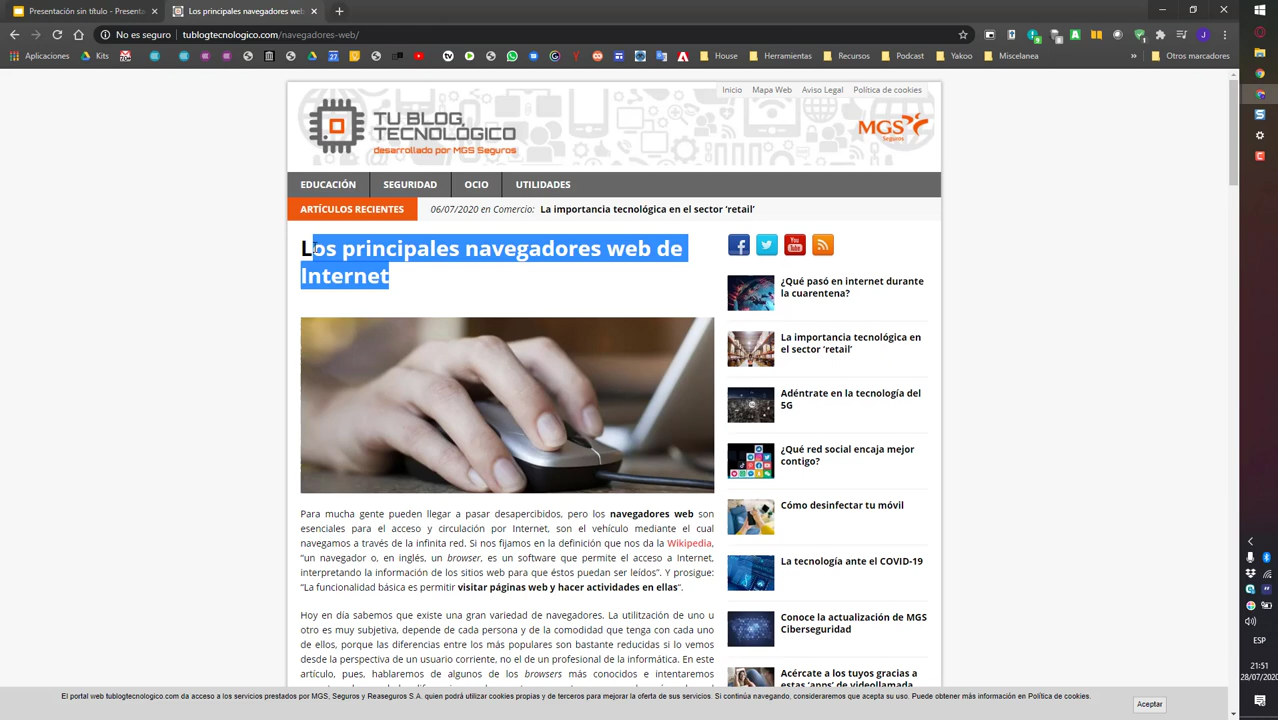 Presentación sin título - Presenta
Los principales navegadores web
No es seguro
tublogtecnologico.com/navegadores-web/
Aplicaciones
Kits
House
Herramientas
Recursos
Podcast
Yakoo
Miscelanea
»
Otros marcadores
Inicio
Mapa Web
Aviso Legal
Política de cookies
TU BLOG
TECNOLÓGICO
desarrollado por MGS Seguros
MGS
Seguros
EDUCACIÓN
SEGURIDAD
OCIO
UTILIDADES
ARTÍCULOS RECIENTES
06/07/2020 en Comercio: La importancia tecnológica en el sector ‘retail’
Los principales navegadores web de
Internet
Para mucha gente pueden llegar a pasar desapercibidos, pero los navegadores web son
esenciales para el acceso y circulación por Internet, son el vehículo mediante el cual
navegamos a través de la infinita red. Si nos fijamos en la definición que nos da la Wikipedia,
“un navegador o, en inglés, un browser, es un software que permite el acceso a Internet,
interpretando la información de los sitios web para que éstos puedan ser leídos”. Y prosigue:
“La funcionalidad básica es permitir visitar páginas web y hacer actividades en ellas“.
Hoy en día sabemos que existe una gran variedad de navegadores. La utilización de uno u
otro es muy subjetiva, depende de cada persona y de la comodidad que tenga con cada uno
de ellos, porque las diferencias entre los más populares son bastante reducidas si lo vemos
desde la perspectiva de un usuario corriente, no el de un profesional de la informática. En este
artículo, pues, hablaremos de algunos de los browsers más conocidos e intentaremos
You
Tube
¿Qué pasó en internet durante
la cuarentena?
La importancia tecnológica en
el sector ‘retail’
Adéntrate en la tecnología del
5G
¿Qué red social encaja mejor
contigo?
Cómo desinfectar tu móvil
La tecnología ante el COVID-19
Conoce la actualización de MGS
Ciberseguridad
Acércate a los tuyos gracias a
estas ‘apps’ de videollamada
El portal web tublogtecnologico.com da acceso a los servicios prestados por MGS, Seguros y Reaseguros S.A. quien podrá utilizar cookies propias y de terceros para mejorar la oferta de sus servicios. Si continúa navegando, consideraremos que acepta su uso. Puede obtener más información en Política de cookies.
Aceptar
ESP
21:51
28/07/2020